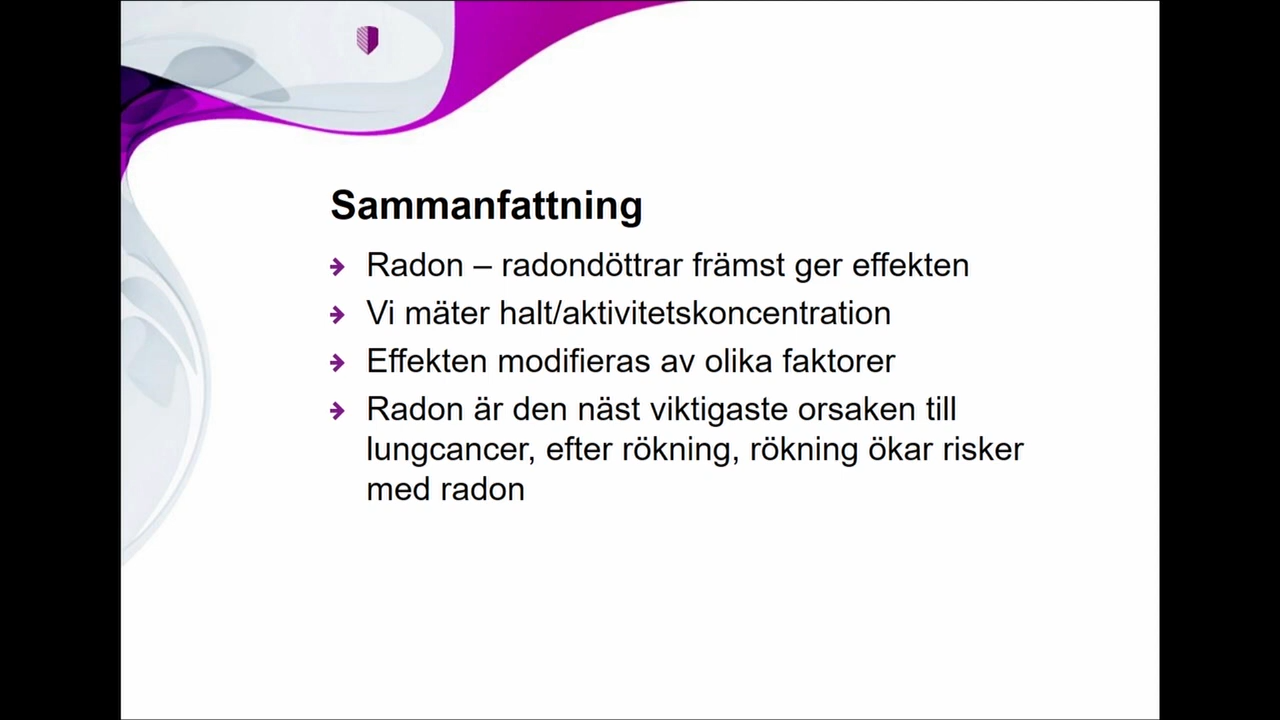 Sammanfattning
Radon – radondöttrar främst ger effekten
Vi mäter halt/aktivitetskoncentration
Effekten modifieras av olika faktorer
Radon är den näst viktigaste orsaken till
lungcancer, efter rökning, rökning ökar risker
med radon